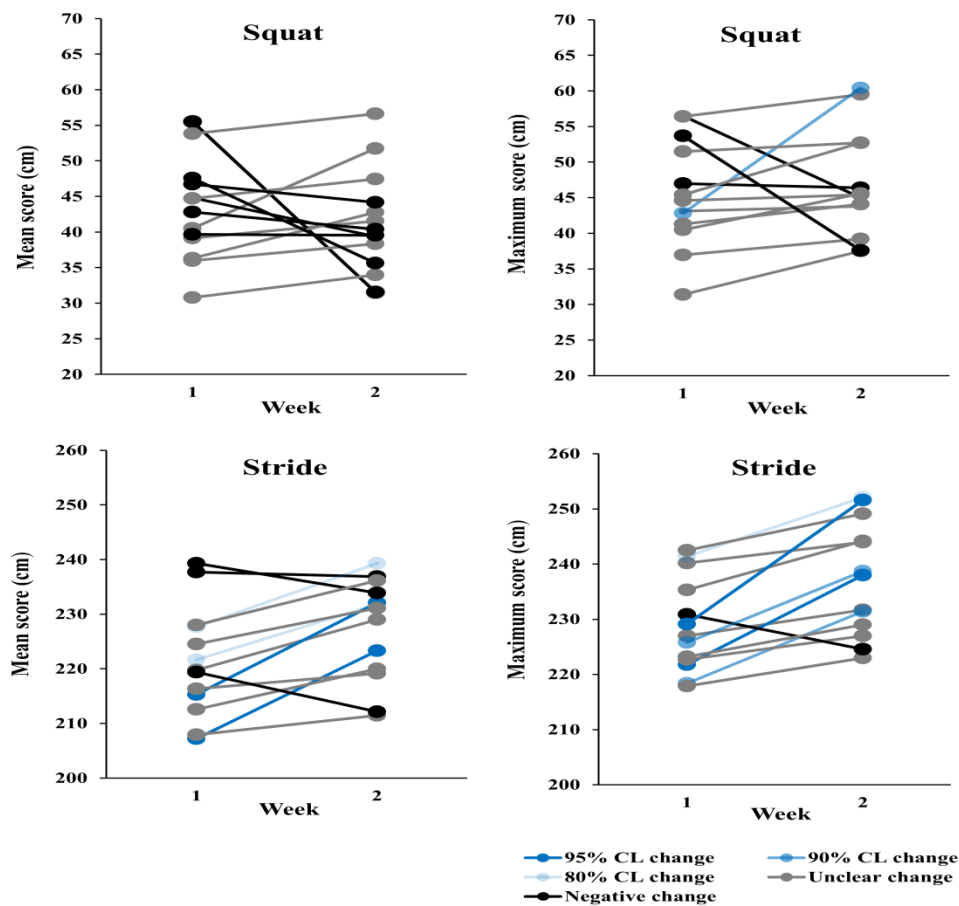 Squat
Mean score (cm)
70
65
60
55
50
45
40
35
30
25
20
1 2
Week
Squat
Maximum score (cm)
70
65
60
55
50
45
40
35
30
25
20
1 2
Week
Stride
Mean score (cm)
260
250
240
230
220
210
200
1 2
Week
Stride
Maximum score (cm)
260
250
240
230
220
210
200
1 2
Week
95% CL change 90% CL change
80% CL change Unclear change
Negative change